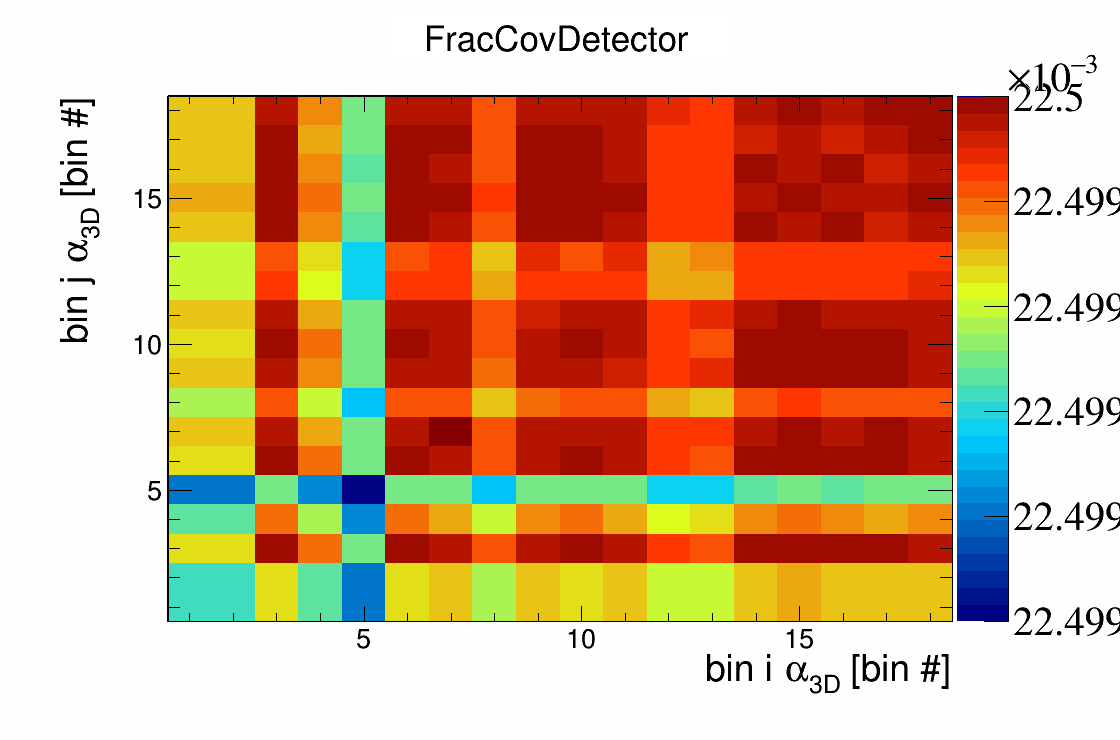 FracCovDetector
×10⁻³
22.5
22.499
22.499
22.499
22.499
22.499
bin j α3D [bin #]
15
10
5
5 10 15
bin i α3D [bin #]